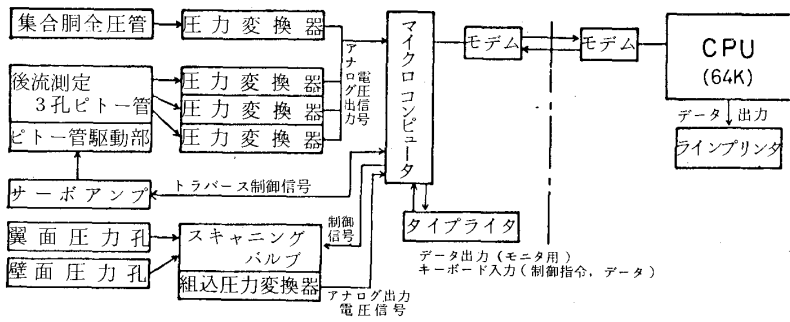 集合胴全圧管
圧力変換器
後流測定
3孔ピトー管
ピトー管駆動部
圧力変換器
圧力変換器
圧力変換器
アナログ出力
電圧信号
マイクロコンピュータ
モデム
モデム
CPU
(64K)
データ出力
ラインプリンタ
サーボアンプ
トラバース制御信号
翼面圧力孔
壁面圧力孔
スキャニング
バルブ
組込圧力変換器
制御
信号
アナログ出力
電圧信号
タイプライタ
データ出力(モニタ用)
キーボード入力(制御指令，データ)